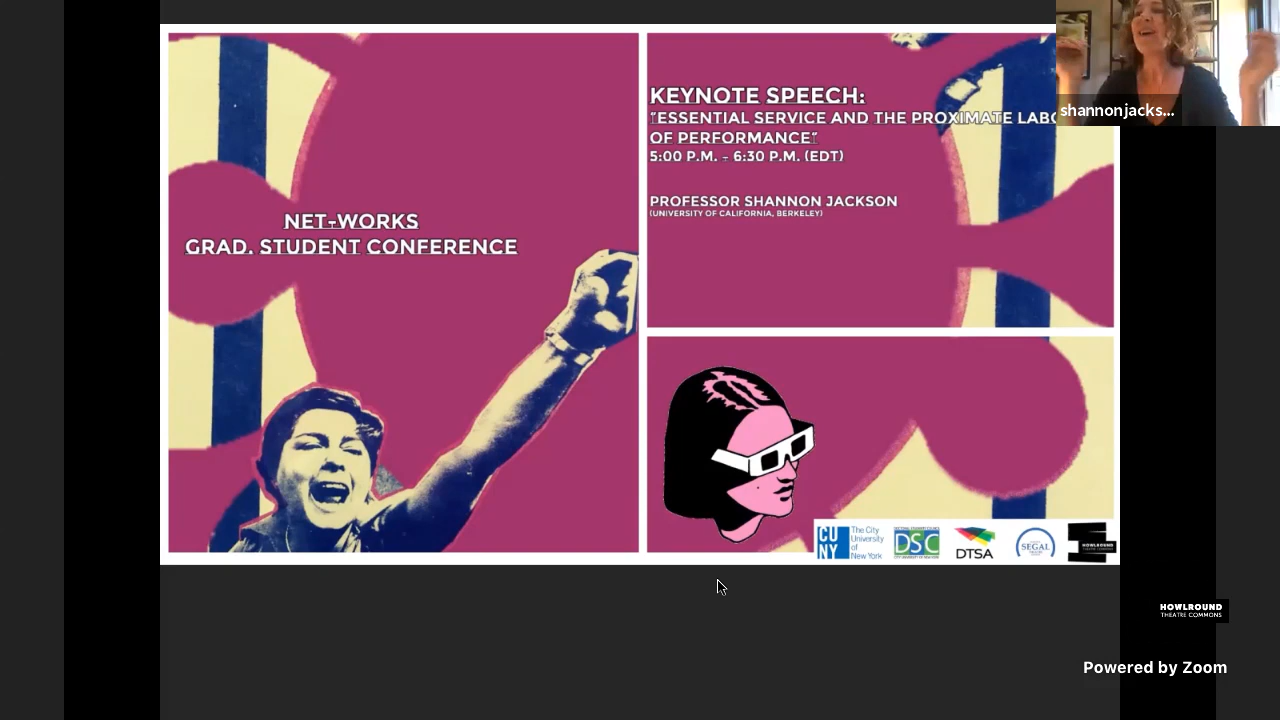 KEYNOTE SPEECH:
"ESSENTIAL SERVICE AND THE PROXIMATE LABO
OF PERFORMANCE"
5:00 P.M. - 6:30 P.M. (EDT)
PROFESSOR SHANNON JACKSON
(UNIVERSITY OF CALIFORNIA, BERKELEY)
shannonjacks...
NET-WORKS
GRAD. STUDENT CONFERENCE
CU
NY
The City
University
of
New York
DSC
DTSA
SEGAL
HOWLROUND
HOWLROUND
THEATRE COMMONS
Powered by Zoom